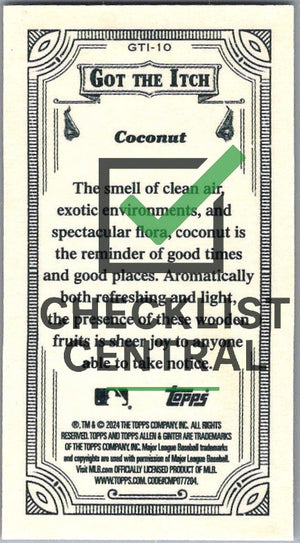 GTI-10
GOT THE ITCH
Coconut
The smell of clean air,
exotic environments, and
spectacular flora, coconut is
the reminder of good times
and good places. Aromatically
both refreshing and light,
the presence of these wooden
fruits is sheer joy to anyone
able to take notice.
CHECKLIST
CENTRAL
Topps
®, TM & © 2024 THE TOPPS COMPANY, INC. ALL RIGHTS
RESERVED. TOPPS AND TOPPS ALLEN & GINTER ARE TRADEMARKS
OF THE TOPPS COMPANY, INC. Major League Baseball trademarks
and copyrights are used with permission of Major League Baseball.
Visit MLB.com OFFICIALLY LICENSED PRODUCT OF MLB.
WWW.TOPPS.COM. CODE#CMP077204.